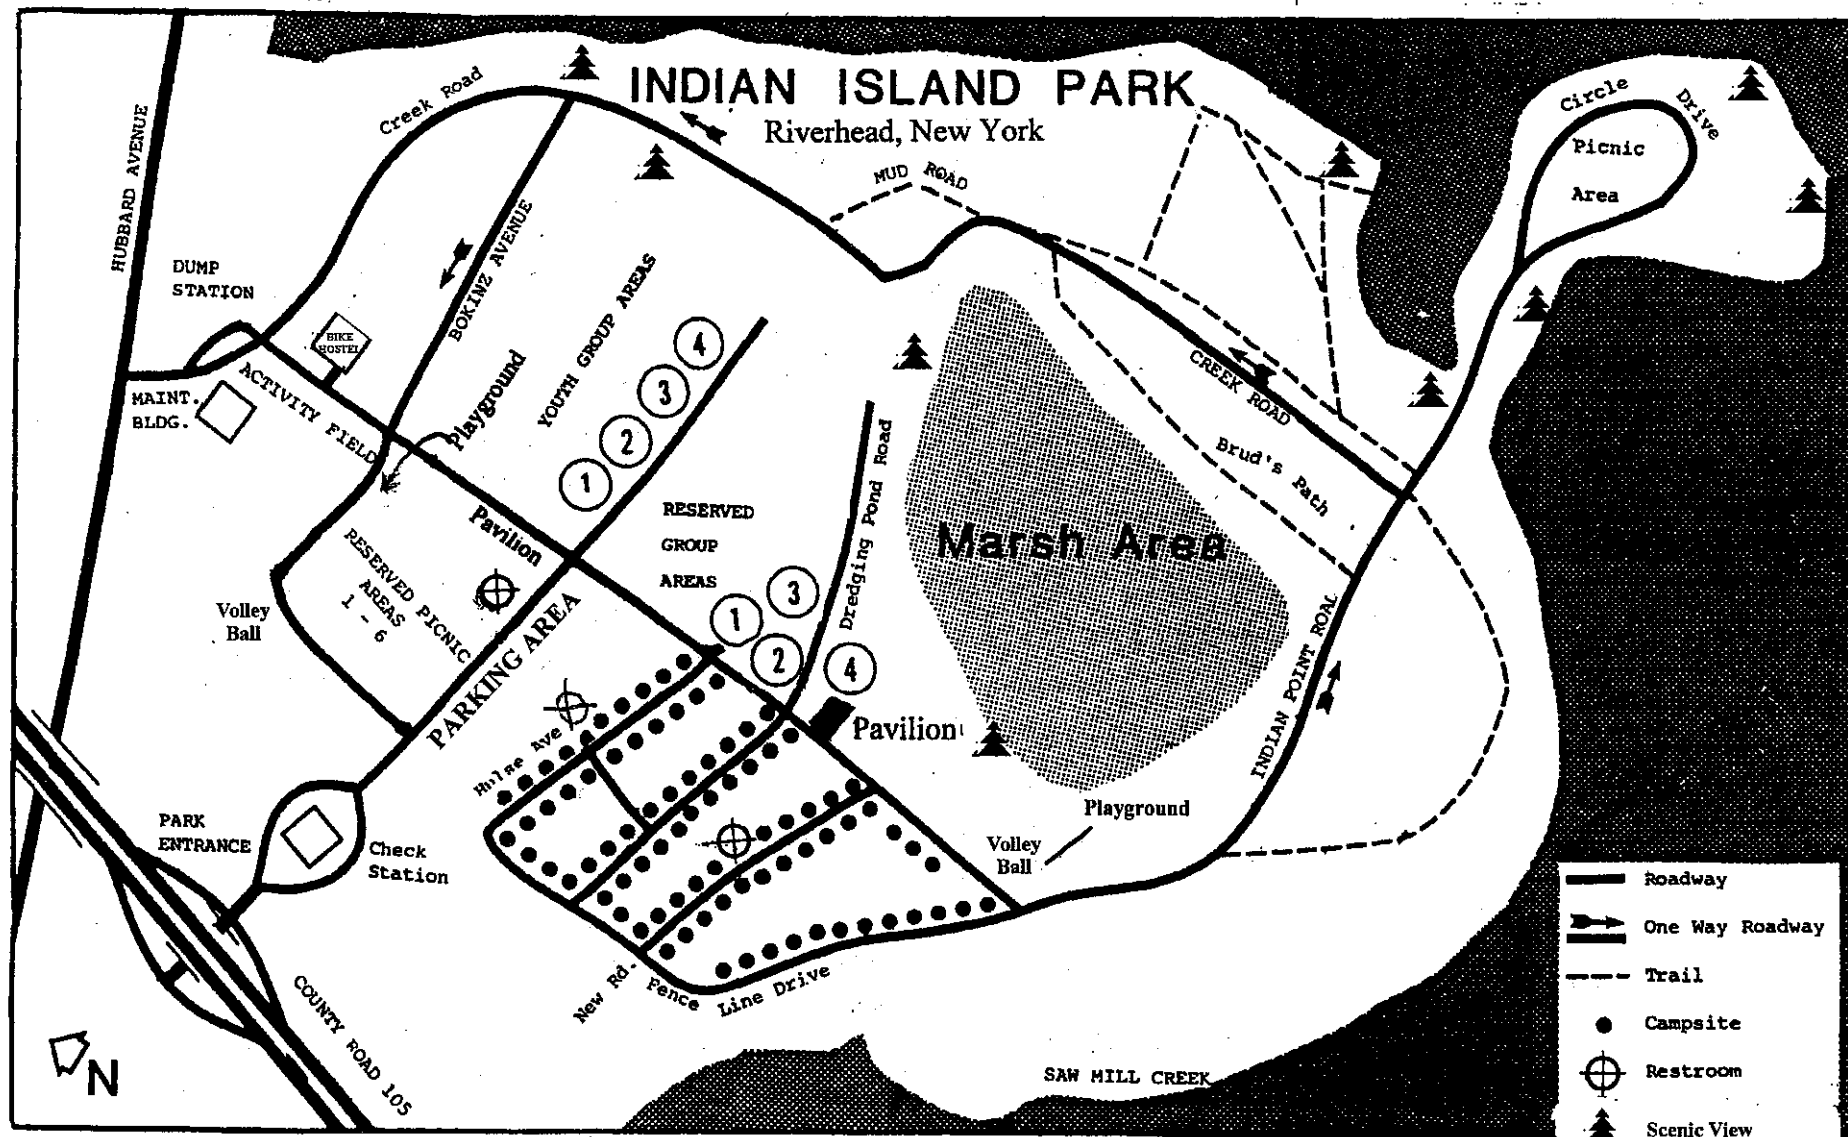 INDIAN ISLAND PARK
Riverhead, New York
Creek Road
HUBBARD AVENUE
MUD ROAD
Circle Drive
Picnic
Area
DUMP
STATION
BIKE
HOSTEL
BOKINZ AVENUE
YOUTH GROUP AREAS
Playground
4
3
2
1
MAINT.
BLDG.
ACTIVITY FIELD
CREEK ROAD
Brud's Path
Pavilion
RESERVED
GROUP
AREAS
1
3
2
4
Dredging Pond Road
Marsh Area
RESERVED PICNIC
AREAS
1 - 6
Volley
Ball
PARKING AREA
Hulse Ave
Pavilion
INDIAN POINT ROAD
Playground
Volley
Ball
PARK
ENTRANCE
Check
Station
New Rd.
Fence Line Drive
COUNTY ROAD 105
N
SAW MILL CREEK
Roadway
One Way Roadway
Trail
Campsite
Restroom
Scenic View